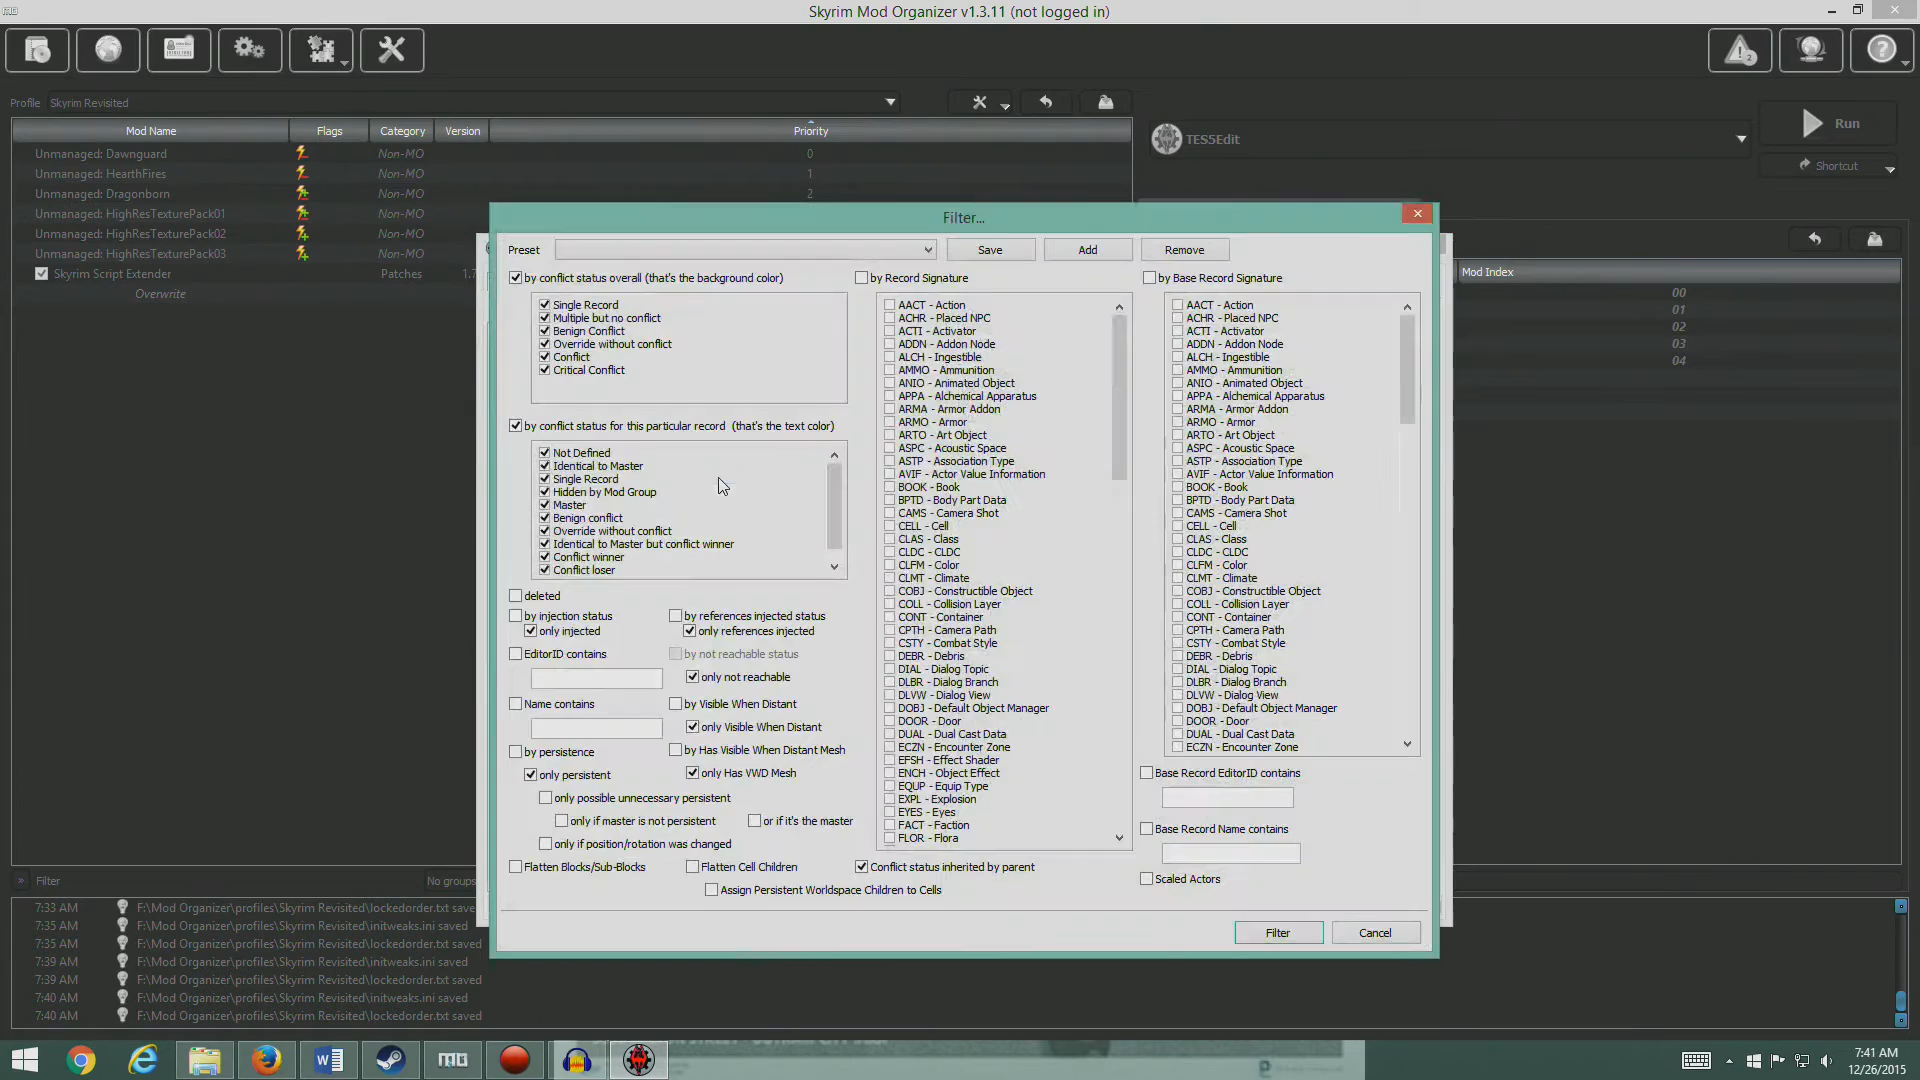 Skyrim Mod Organizer v1.3.11 (not logged in)
Profile Skyrim Revisited
Mod Name Flags Category Version Priority
Unmanaged: Dawnguard Non-MO 0
Unmanaged: HearthFires Non-MO 1
Unmanaged: Dragonborn Non-MO 2
Unmanaged: HighResTexturePack01 Non-MO
Unmanaged: HighResTexturePack02 Non-MO
Unmanaged: HighResTexturePack03 Non-MO
Skyrim Script Extender Patches 1.7
Overwrite
TES5Edit
Run
Shortcut
Mod Index
00
01
02
03
04
Filter...
Preset Save Add Remove
by conflict status overall (that's the background color)
Single Record
Multiple but no conflict
Benign Conflict
Override without conflict
Conflict
Critical Conflict
by conflict status for this particular record (that's the text color)
Not Defined
Identical to Master
Single Record
Hidden by Mod Group
Master
Benign conflict
Override without conflict
Identical to Master but conflict winner
Conflict winner
Conflict loser
deleted
by injection status by references injected status
only injected only references injected
EditorID contains by not reachable status
only not reachable
Name contains by Visible When Distant
only Visible When Distant
by persistence by Has Visible When Distant Mesh
only persistent only Has VWD Mesh
only possible unnecessary persistent
only if master is not persistent or if it's the master
only if position/rotation was changed
Flatten Blocks/Sub-Blocks Flatten Cell Children Conflict status inherited by parent
Assign Persistent Worldspace Children to Cells
by Record Signature
AACT - Action
ACHR - Placed NPC
ACTI - Activator
ADDN - Addon Node
ALCH - Ingestible
AMMO - Ammunition
ANIO - Animated Object
APPA - Alchemical Apparatus
ARMA - Armor Addon
ARMO - Armor
ARTO - Art Object
ASPC - Acoustic Space
ASTP - Association Type
AVIF - Actor Value Information
BOOK - Book
BPTD - Body Part Data
CAMS - Camera Shot
CELL - Cell
CLAS - Class
CLDC - CLDC
CLFM - Color
CLMT - Climate
COBJ - Constructible Object
COLL - Collision Layer
CONT - Container
CPTH - Camera Path
CSTY - Combat Style
DEBR - Debris
DIAL - Dialog Topic
DLBR - Dialog Branch
DLVW - Dialog View
DOBJ - Default Object Manager
DOOR - Door
DUAL - Dual Cast Data
ECZN - Encounter Zone
EFSH - Effect Shader
ENCH - Object Effect
EQUP - Equip Type
EXPL - Explosion
EYES - Eyes
FACT - Faction
FLOR - Flora
by Base Record Signature
AACT - Action
ACHR - Placed NPC
ACTI - Activator
ADDN - Addon Node
ALCH - Ingestible
AMMO - Ammunition
ANIO - Animated Object
APPA - Alchemical Apparatus
ARMA - Armor Addon
ARMO - Armor
ARTO - Art Object
ASPC - Acoustic Space
ASTP - Association Type
AVIF - Actor Value Information
BOOK - Book
BPTD - Body Part Data
CAMS - Camera Shot
CELL - Cell
CLAS - Class
CLDC - CLDC
CLFM - Color
CLMT - Climate
COBJ - Constructible Object
COLL - Collision Layer
CONT - Container
CPTH - Camera Path
CSTY - Combat Style
DEBR - Debris
DIAL - Dialog Topic
DLBR - Dialog Branch
DLVW - Dialog View
DOBJ - Default Object Manager
DOOR - Door
DUAL - Dual Cast Data
ECZN - Encounter Zone
Base Record EditorID contains
Base Record Name contains
Scaled Actors
Filter Cancel
Filter No groups
7:33 AM F:\Mod Organizer\profiles\Skyrim Revisited\lockedorder.txt saved
7:35 AM F:\Mod Organizer\profiles\Skyrim Revisited\initweaks.ini saved
7:35 AM F:\Mod Organizer\profiles\Skyrim Revisited\lockedorder.txt saved
7:39 AM F:\Mod Organizer\profiles\Skyrim Revisited\initweaks.ini saved
7:39 AM F:\Mod Organizer\profiles\Skyrim Revisited\lockedorder.txt saved
7:40 AM F:\Mod Organizer\profiles\Skyrim Revisited\initweaks.ini saved
7:40 AM F:\Mod Organizer\profiles\Skyrim Revisited\lockedorder.txt saved
7:41 AM
12/26/2015